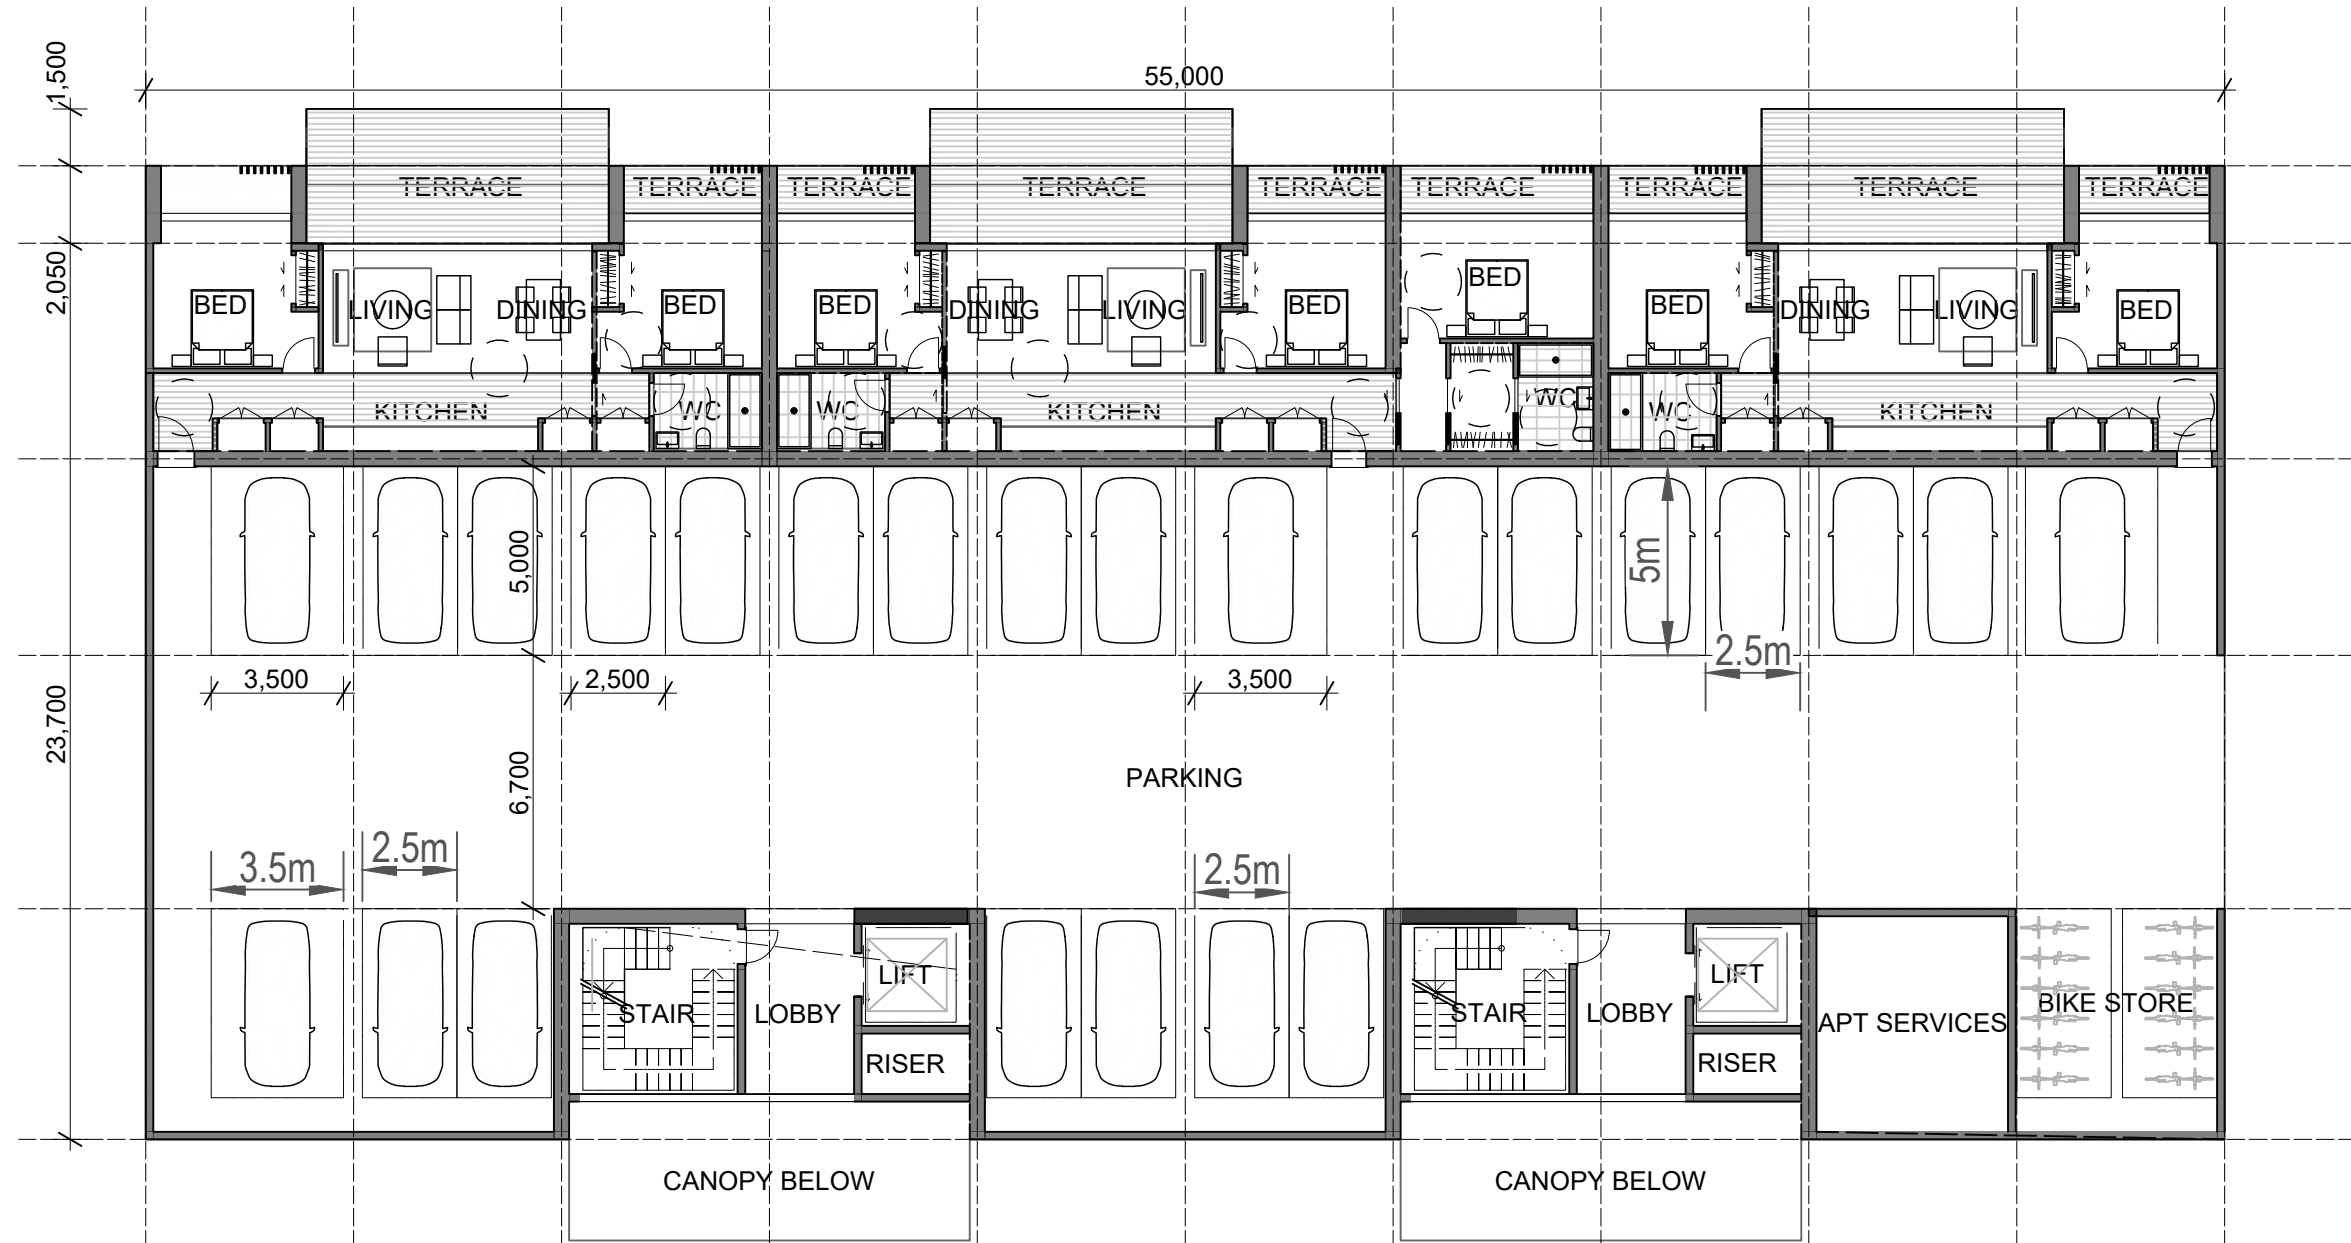 1,500
55,000
TERRACE TERRACE TERRACE TERRACE TERRACE TERRACE TERRACE TERRACE TERRACE
2,050
BED LIVING DINING BED BED DINING LIVING BED BED BED DINING LIVING BED
KITCHEN WC WC KITCHEN WC WC KITCHEN
5,000
5m
3,500 2,500 3,500 2.5m
23,700
6,700
PARKING
3.5m 2.5m 2.5m
LIFT LIFT
STAIR LOBBY STAIR LOBBY APT SERVICES BIKE STORE
RISER RISER
CANOPY BELOW CANOPY BELOW